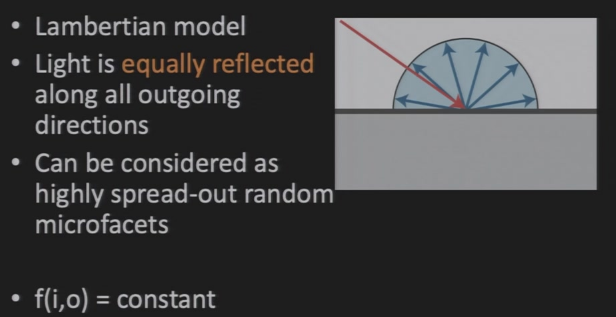 • Lambertian model
• Light is equally reflected
along all outgoing
directions
• Can be considered as
highly spread-out random
microfacets
• f(i,o) = constant